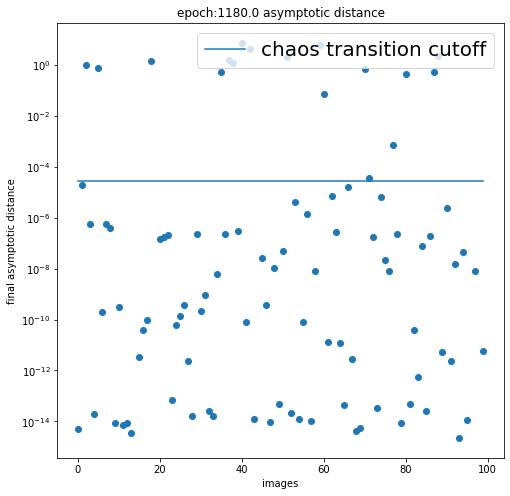 epoch:1180.0 asymptotic distance
chaos transition cutoff
final asymptotic distance
10⁰
10⁻²
10⁻⁴
10⁻⁶
10⁻⁸
10⁻¹⁰
10⁻¹²
10⁻¹⁴
0 20 40 60 80 100
images